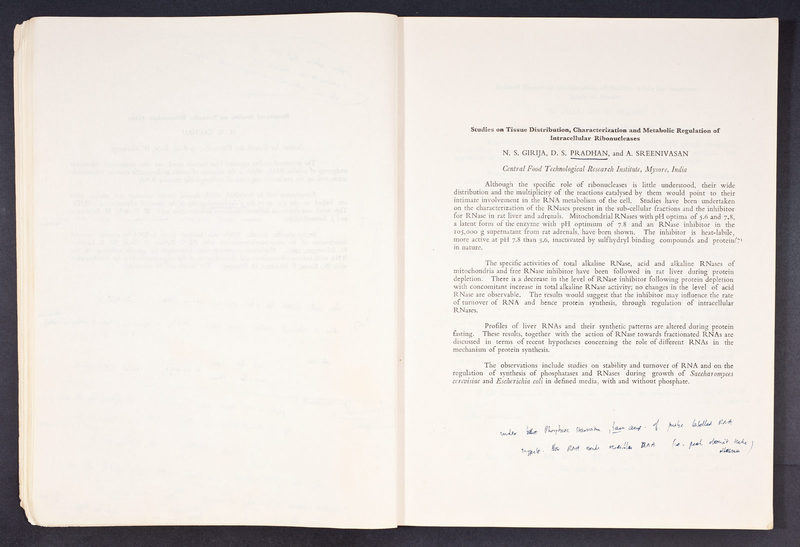 Studies on Tissue Distribution, Characterization and Metabolic Regulation of
Intracellular Ribonucleases
N. S. GIRIJA, D. S. PRADHAN, and A. SREENIVASAN
Central Food Technological Research Institute, Mysore, India
Although the specific role of ribonucleases is little understood, their wide
distribution and the multiplicity of the reactions catalysed by them would point to their
intimate involvement in the RNA metabolism of the cell. Studies have been undertaken
on the characterization of the RNases present in the sub-cellular fractions and the inhibitor
for RNase in rat liver and adrenals. Mitochondrial RNases with pH optima of 5.6 and 7.8,
a latent form of the enzyme with pH optimum of 7.8 and an RNase inhibitor in the
105,000 g supernatant from rat adrenals, have been shown. The inhibitor is heat-labile,
more active at pH 7.8 than 5.6, inactivated by sulfhydryl binding compounds and protein
in nature.
The specific activities of total alkaline RNase, acid and alkaline RNases of
mitochondria and free RNase inhibitor have been followed in rat liver during protein
depletion. There is a decrease in the level of RNase inhibitor following protein depletion
with concomitant increase in total alkaline RNase activity; no changes in the level of acid
RNase are observable. The results would suggest that the inhibitor may influence the rate
of turnover of RNA and hence protein synthesis, through regulation of intracellular
RNases.
Profiles of liver RNAs and their synthetic patterns are altered during protein
fasting. These results, together with the action of RNase towards fractionated RNAs are
discussed in terms of recent hypotheses concerning the role of different RNAs in the
mechanism of protein synthesis.
The observations include studies on stability and turnover of RNA and on the
regulation of synthesis of phosphatases and RNases during growth of Saccharomyces
cerevisiae and Escherichia coli in defined media, with and without phosphate.
under Phosphate starvation, of pulse labelled RNA
RNA RNA (i.e. peak